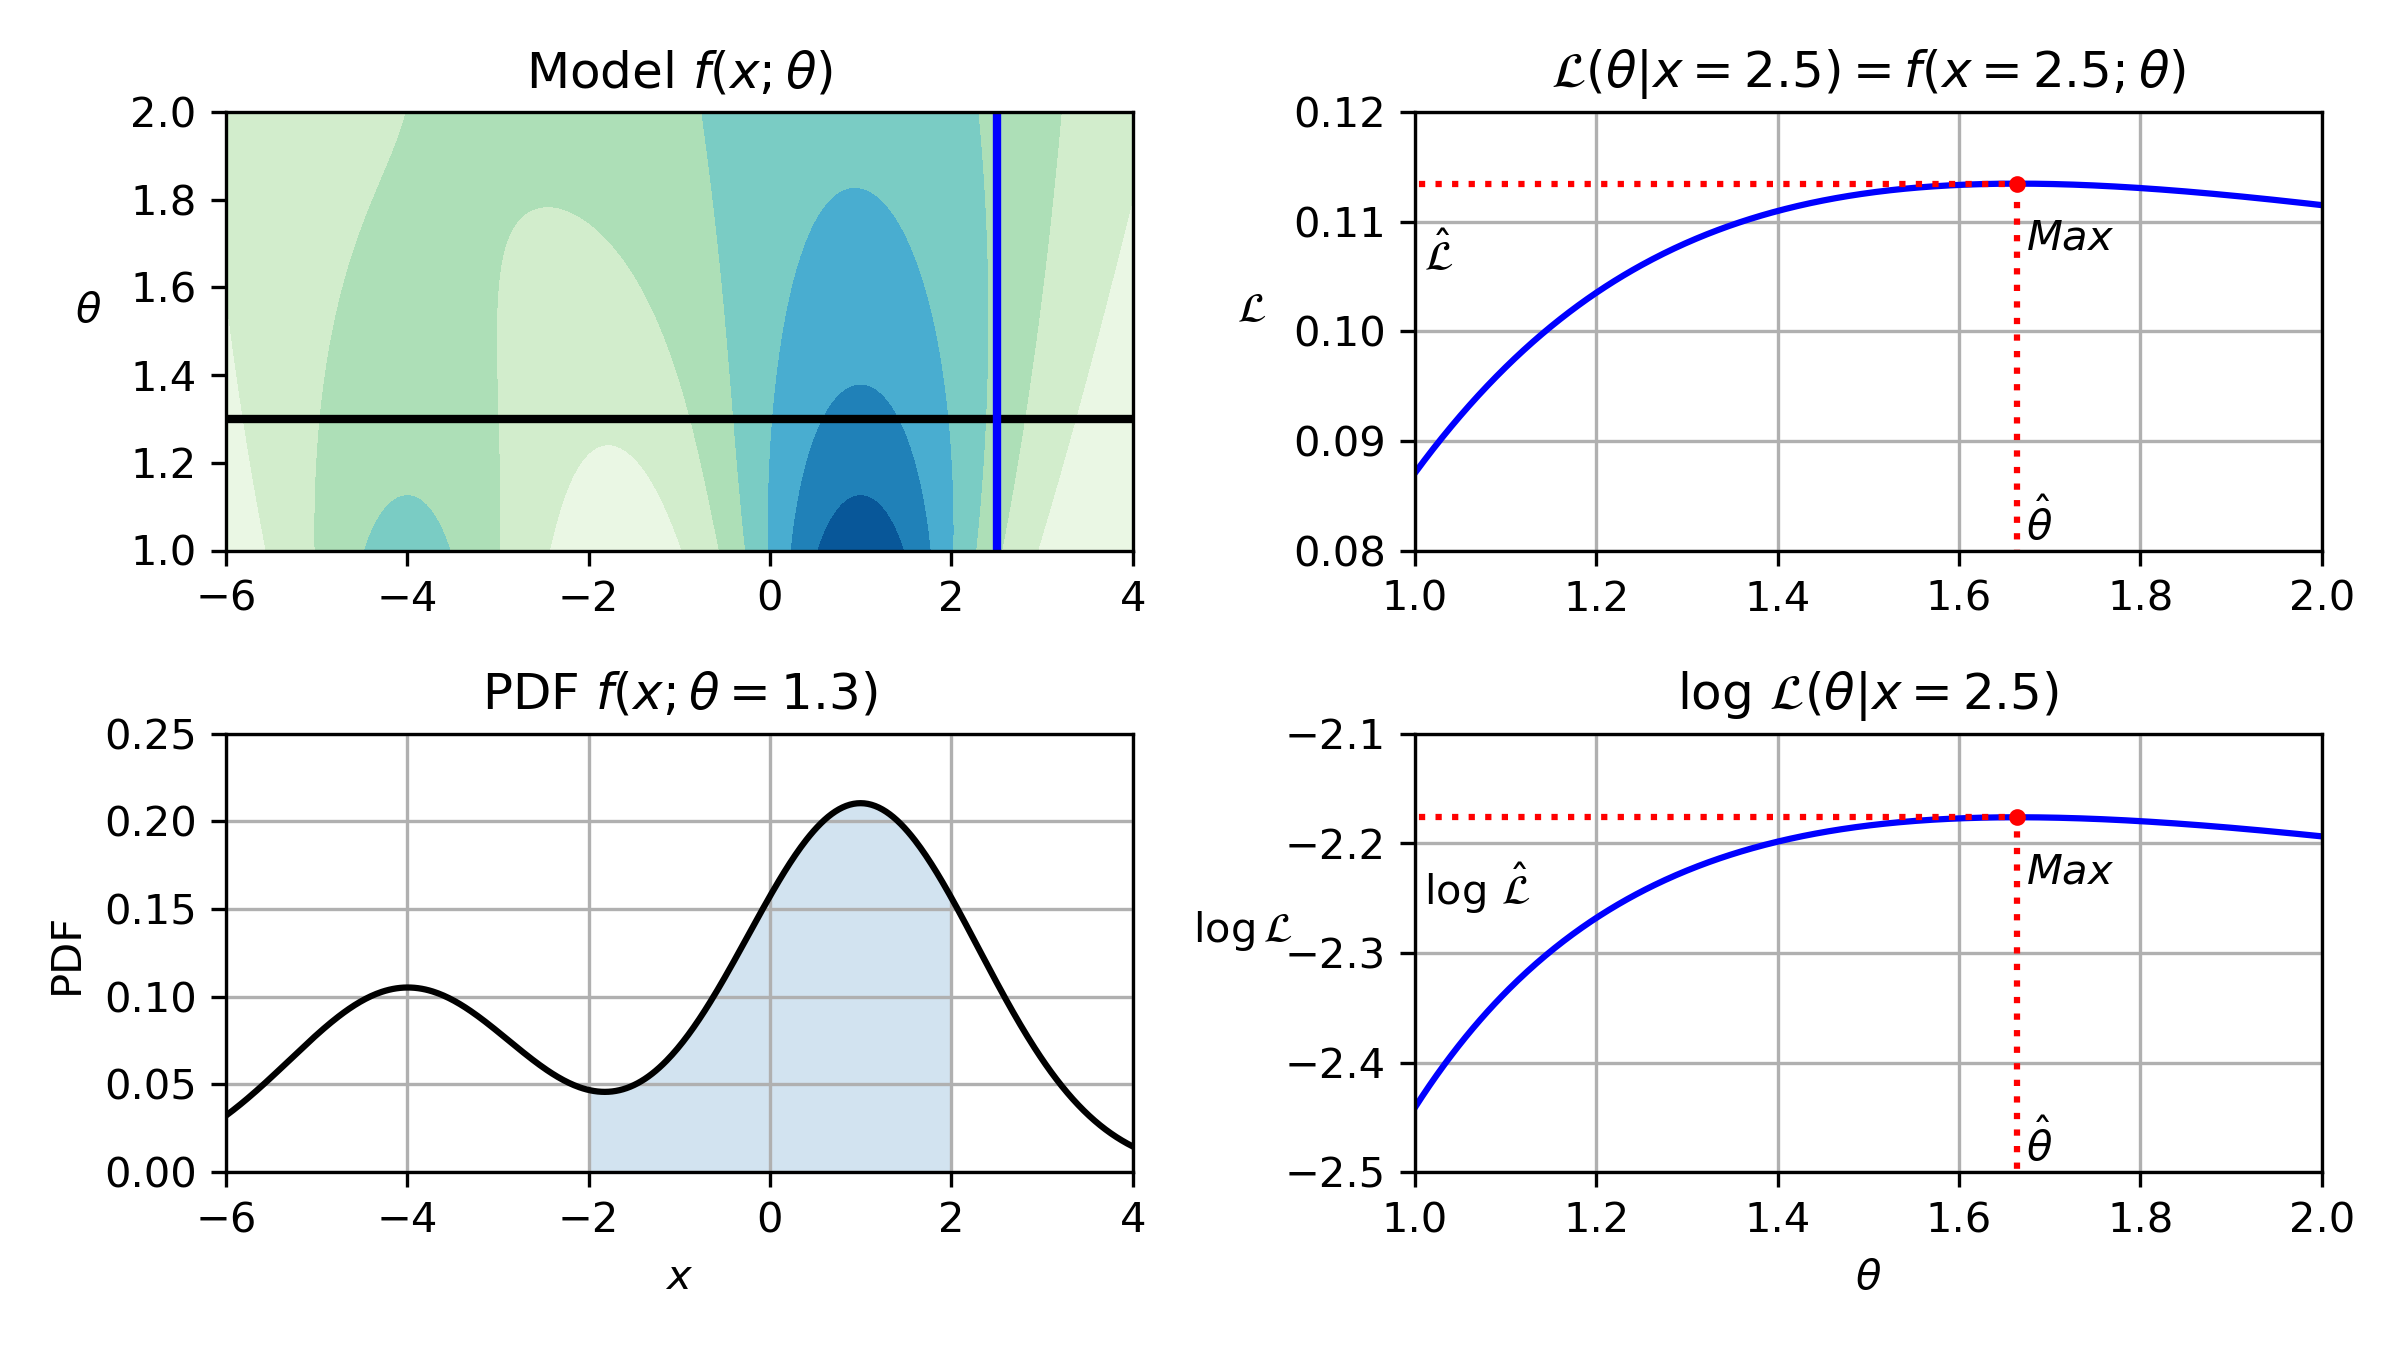 Model f(x; θ)
2.0
1.8
1.6
1.4
1.2
1.0
θ
−6 −4 −2 0 2 4
ℒ(θ|x = 2.5) = f(x = 2.5; θ)
0.12
0.11
0.10
0.09
0.08
ℒ
ℒ̂
Max
θ̂
1.0 1.2 1.4 1.6 1.8 2.0
PDF f(x; θ = 1.3)
0.25
0.20
0.15
0.10
0.05
0.00
PDF
−6 −4 −2 0 2 4
x
log ℒ(θ|x = 2.5)
−2.1
−2.2
−2.3
−2.4
−2.5
log ℒ
log ℒ̂
Max
θ̂
1.0 1.2 1.4 1.6 1.8 2.0
θ